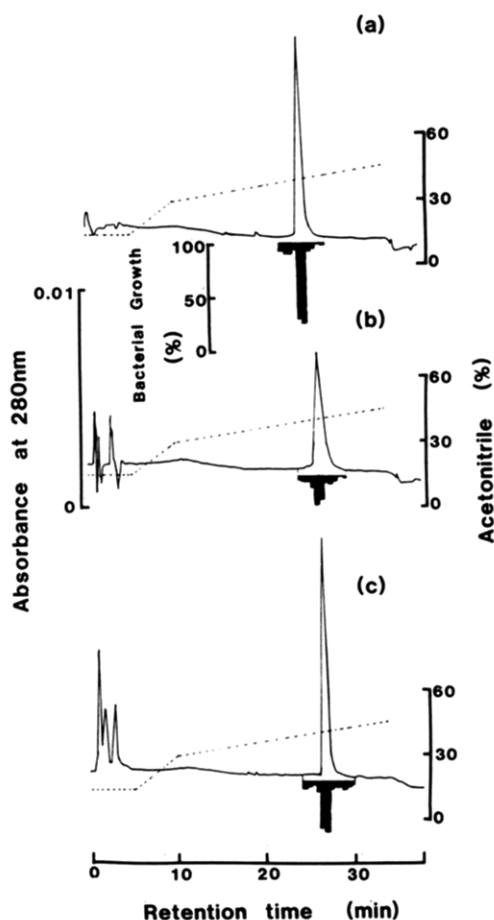 (a)
60
30
0
100
50
0
Bacterial Growth
(%)
0.01
0
Absorbance at 280nm
(b)
60
30
0
Acetonitrile (%)
(c)
60
30
0
0 10 20 30
Retention time (min)